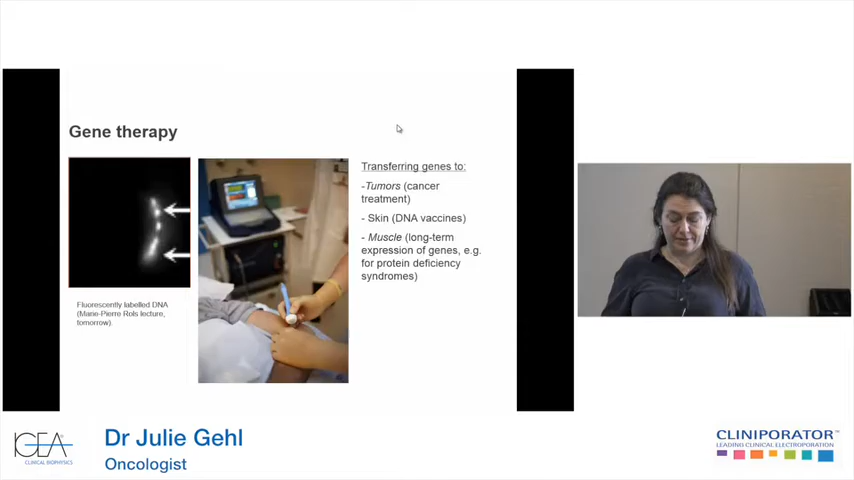 Gene therapy
Transferring genes to:
-Tumors (cancer
treatment)
- Skin (DNA vaccines)
- Muscle (long-term
expression of genes, e.g.
for protein deficiency
syndromes)
Fluorescently labelled DNA
(Marie-Pierre Rols lecture,
tomorrow).
IGEA
CLINICAL BIOPHYSICS
Dr Julie Gehl
Oncologist
CLINIPORATOR™
LEADING CLINICAL ELECTROPORATION